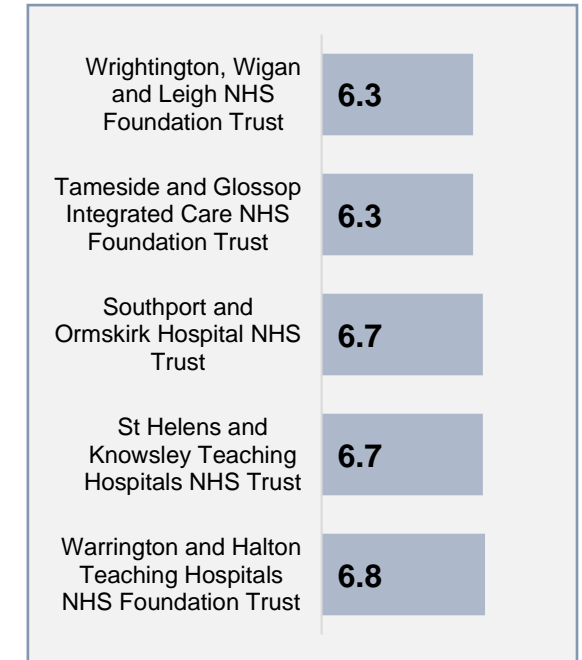 Wrightington, Wigan
and Leigh NHS
Foundation Trust
6.3
Tameside and Glossop
Integrated Care NHS
Foundation Trust
6.3
Southport and
Ormskirk Hospital NHS
Trust
6.7
St Helens and
Knowsley Teaching
Hospitals NHS Trust
6.7
Warrington and Halton
Teaching Hospitals
NHS Foundation Trust
6.8